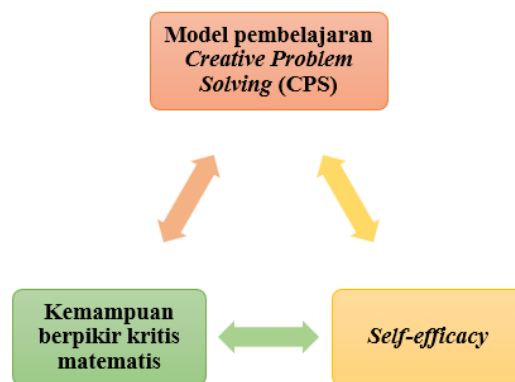 Model pembelajaran
Creative Problem
Solving (CPS)
Kemampuan
berpikir kritis
matematis
Self-efficacy